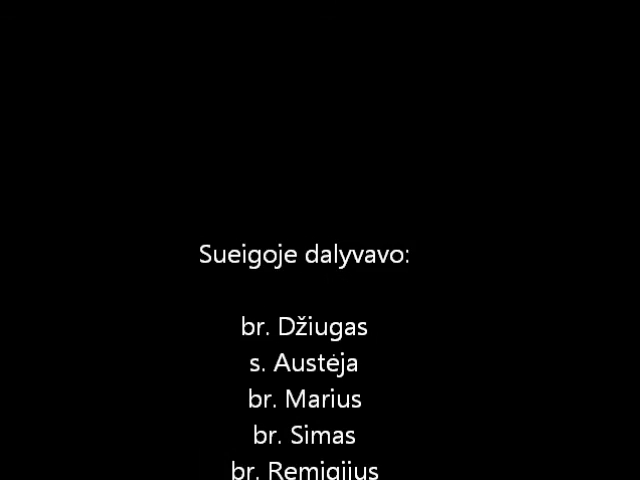 Sueigoje dalyvavo:
br. Džiugas
s. Austėja
br. Marius
br. Simas
br. Remigijus